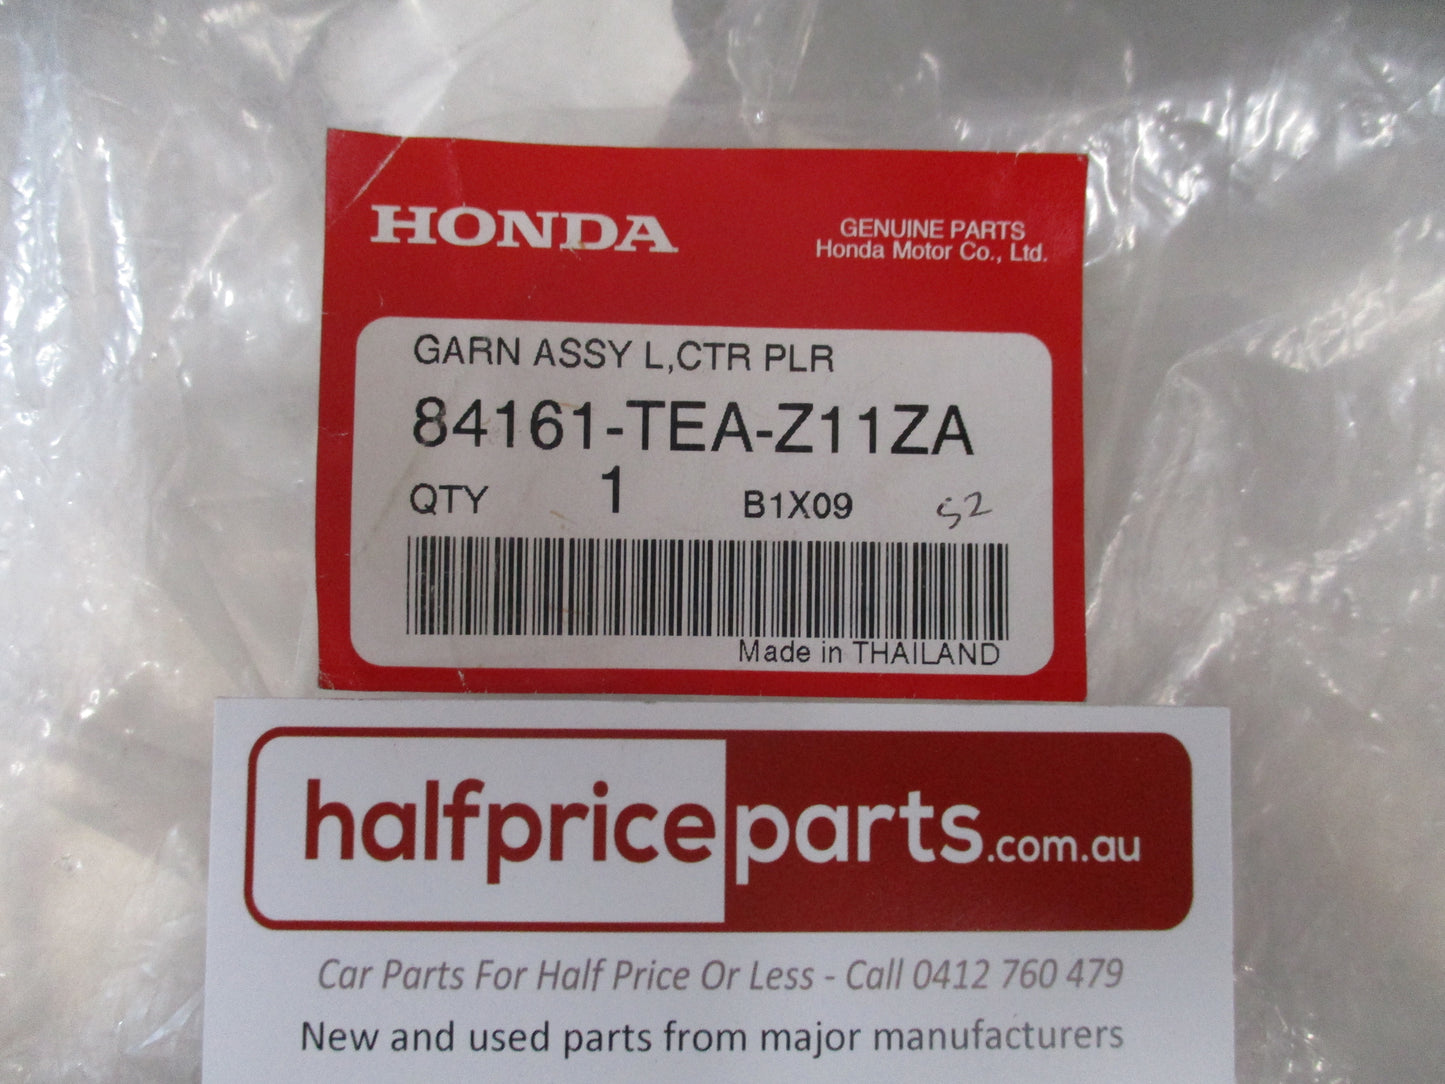 HONDA
GENUINE PARTS
Honda Motor Co., Ltd.
GARN ASSY L,CTR PLR
84161-TEA-Z11ZA
QTY 1 B1X09 S2
Made in THAILAND
halfpriceparts.com.au
Car Parts For Half Price Or Less - Call 0412 760 479
New and used parts from major manufacturers